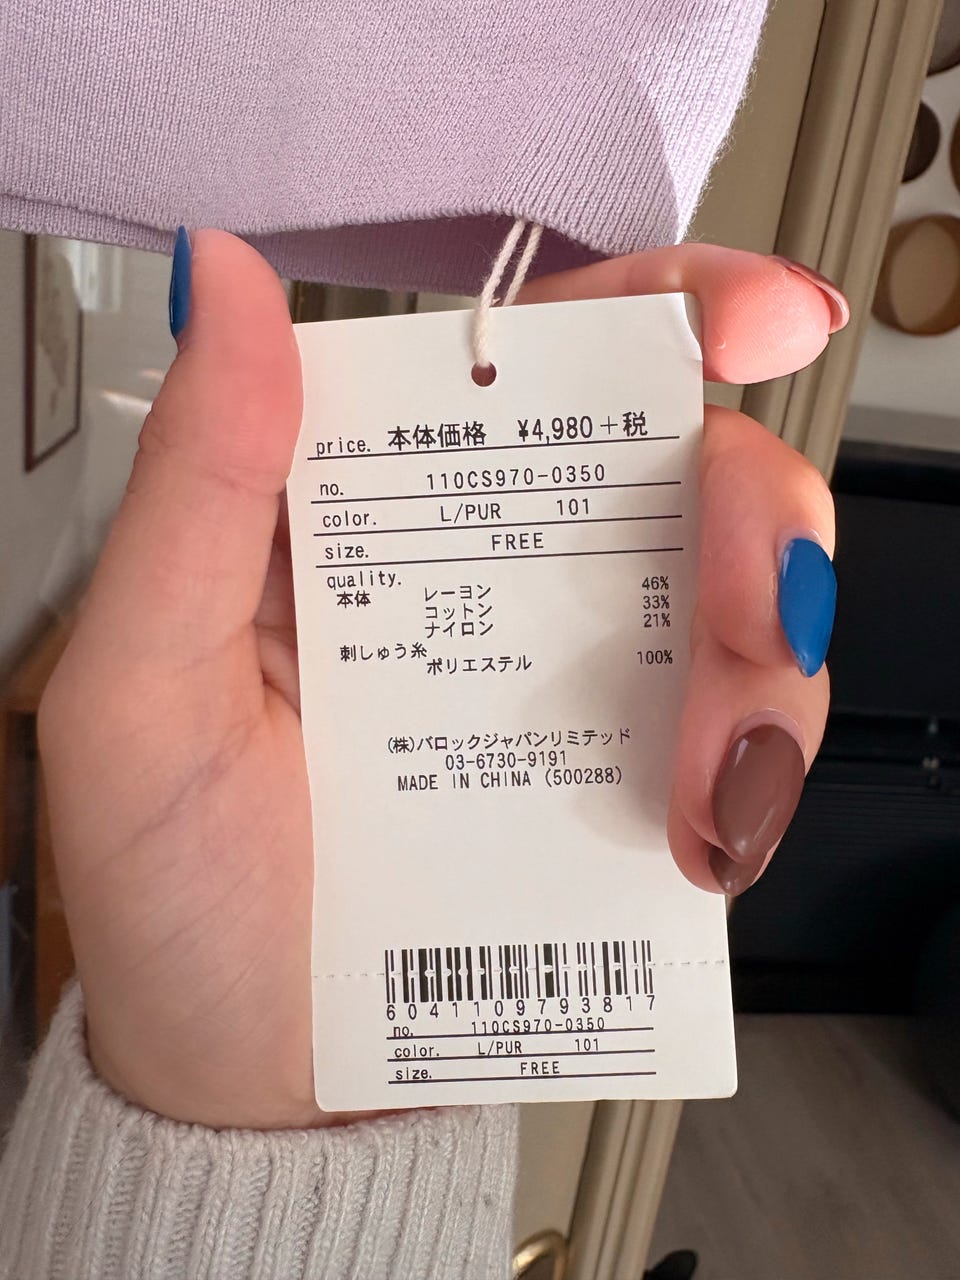 price. 本体価格 ¥4,980+税
no. 110CS970-0350
color. L/PUR 101
size. FREE
quality.
本体 レーヨン 46%
コットン 33%
ナイロン 21%
刺しゅう糸
ポリエステル 100%
(株)バロックジャパンリミテッド
03-6730-9191
MADE IN CHINA (500288)
6041109793817
no. 110CS970-0350
color. L/PUR 101
size. FREE